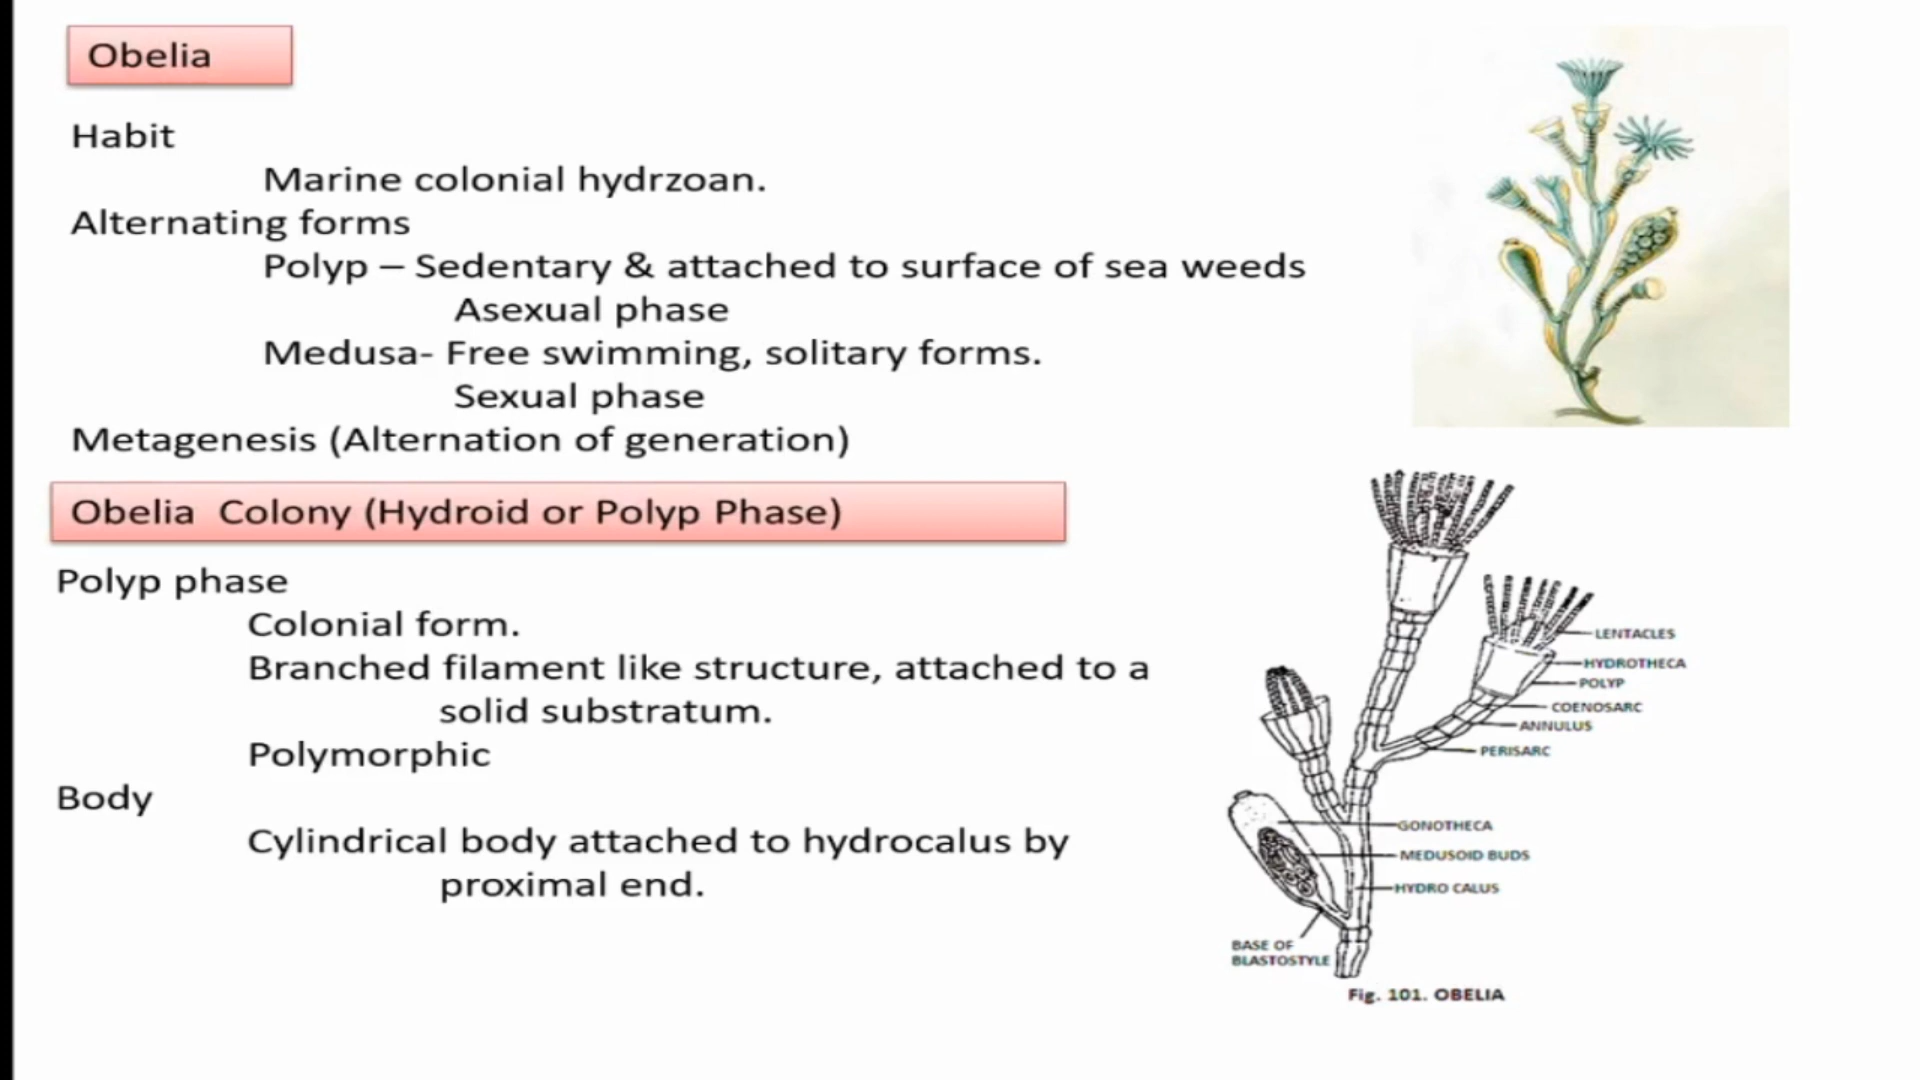 Obelia
Habit
Marine colonial hydrzoan.
Alternating forms
Polyp – Sedentary & attached to surface of sea weeds
Asexual phase
Medusa- Free swimming, solitary forms.
Sexual phase
Metagenesis (Alternation of generation)
Obelia Colony (Hydroid or Polyp Phase)
Polyp phase
Colonial form.
Branched filament like structure, attached to a
solid substratum.
Polymorphic
Body
Cylindrical body attached to hydrocalus by
proximal end.
LENTACLES
HYDROTHECA
POLYP
COENOSARC
ANNULUS
PERISARC
GONOTHECA
MEDUSOID BUDS
HYDRO CALUS
BASE OF
BLASTOSTYLE
Fig. 101. OBELIA